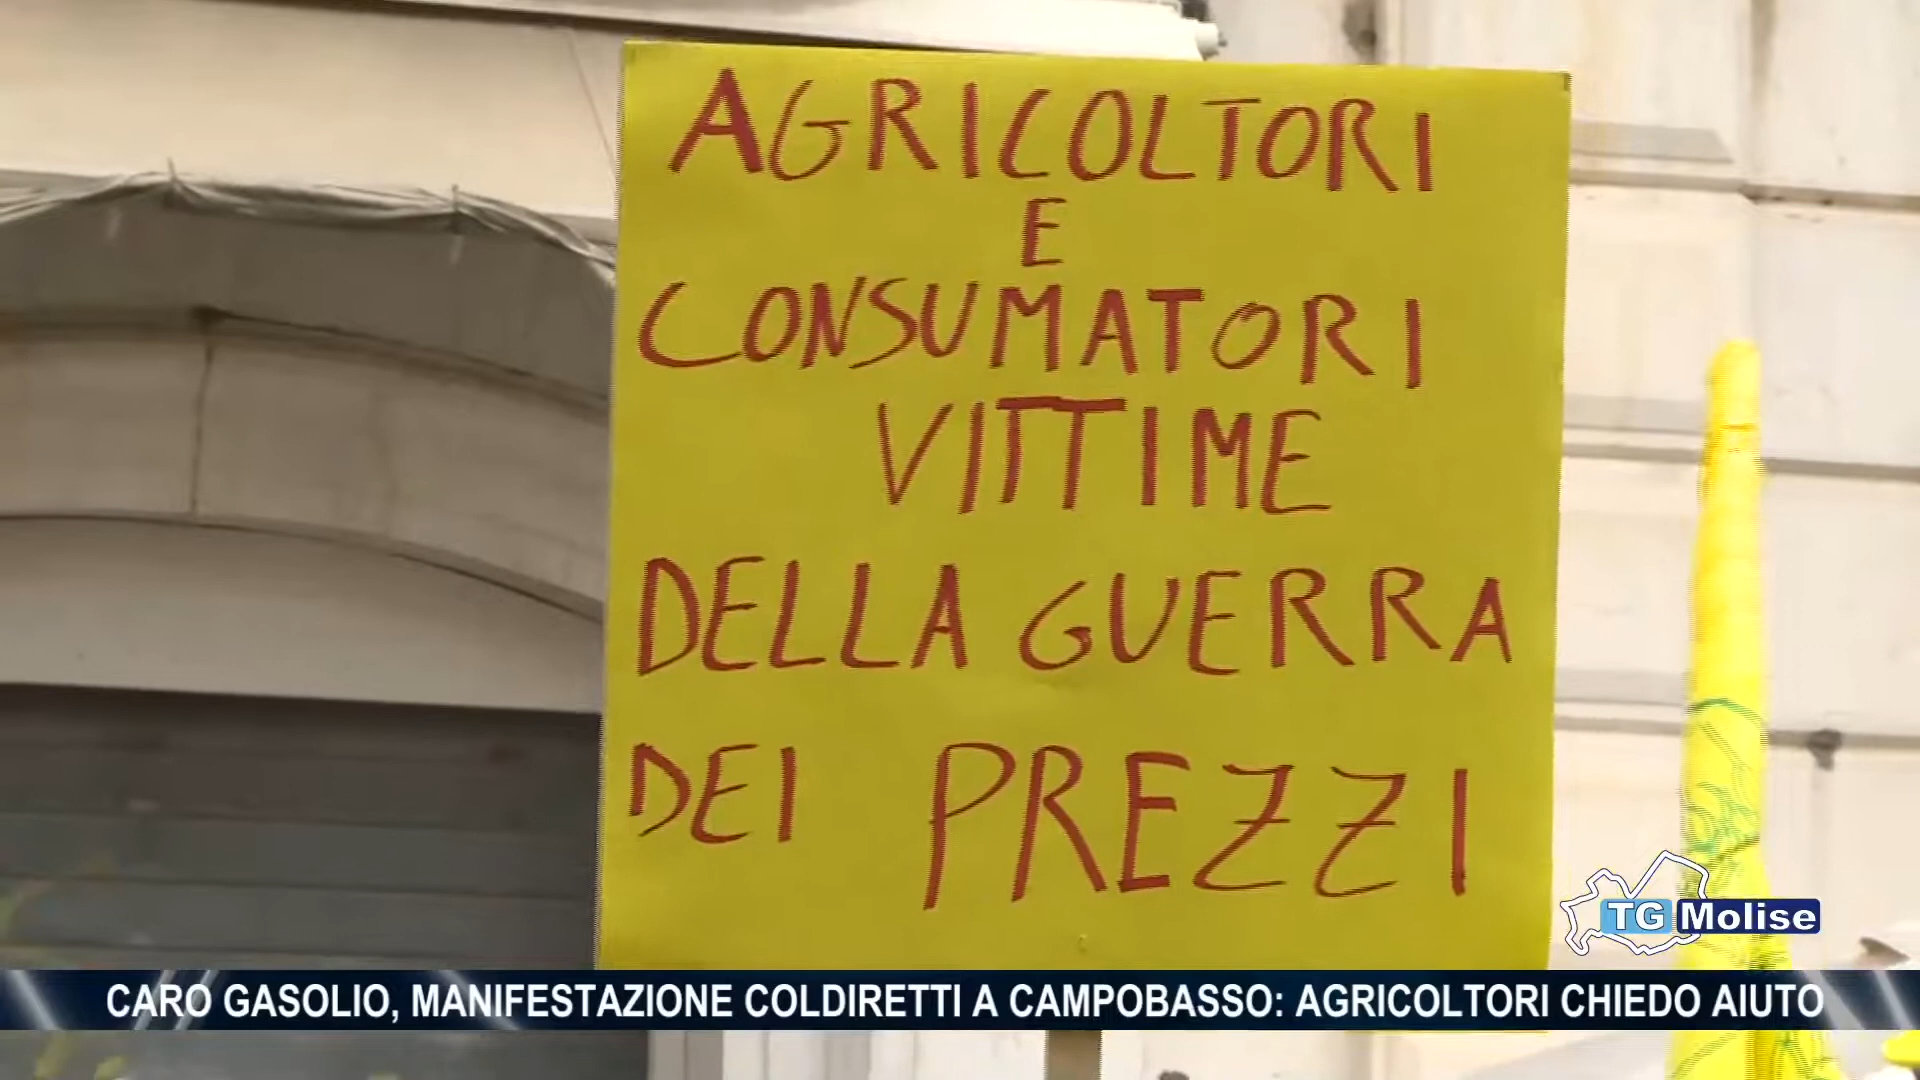 AGRICOLTORI
E
CONSUMATORI
VITTIME
DELLA GUERRA
DEI PREZZI
TG Molise
CARO GASOLIO, MANIFESTAZIONE COLDIRETTI A CAMPOBASSO: AGRICOLTORI CHIEDO AIUTO